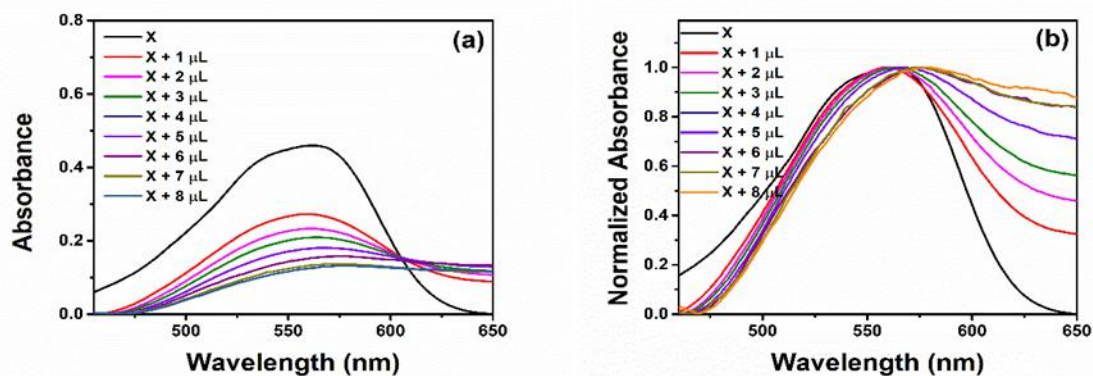 0.8
0.6
0.4
0.2
0.0
X
X + 1 μL
X + 2 μL
X + 3 μL
X + 4 μL
X + 5 μL
X + 6 μL
X + 7 μL
X + 8 μL
(a)
500
550
600
650
Absorbance
Wavelength (nm)
1.0
0.8
0.6
0.4
0.2
0.0
X
X + 1 μL
X + 2 μL
X + 3 μL
X + 4 μL
X + 5 μL
X + 6 μL
X + 7 μL
X + 8 μL
(b)
500
550
600
650
Normalized Absorbance
Wavelength (nm)